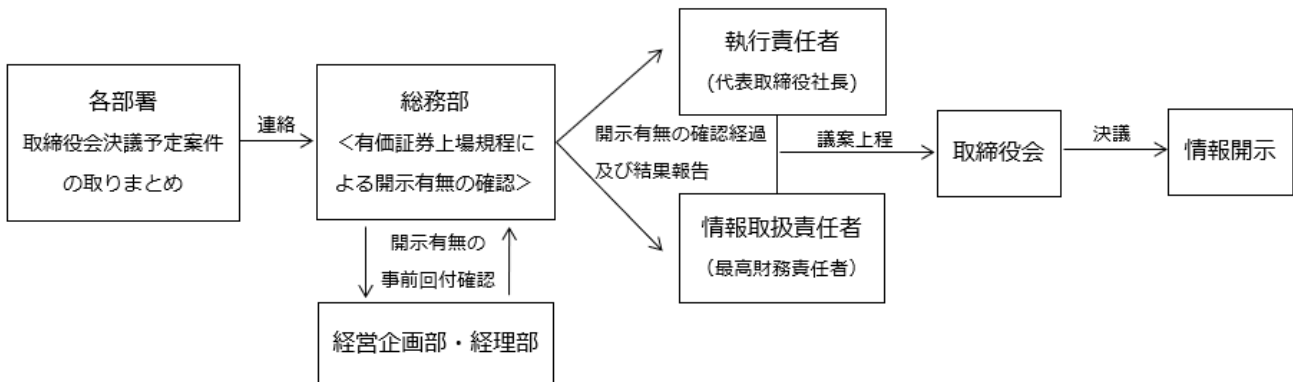 各部署
取締役会決議予定案件
の取りまとめ
連絡
総務部
<有価証券上場規程に
よる開示有無の確認>
開示有無の
事前回付確認
経営企画部・経理部
開示有無の確認経過
及び結果報告
執行責任者
(代表取締役社長)
情報取扱責任者
（最高財務責任者）
議案上程
取締役会
決議
情報開示